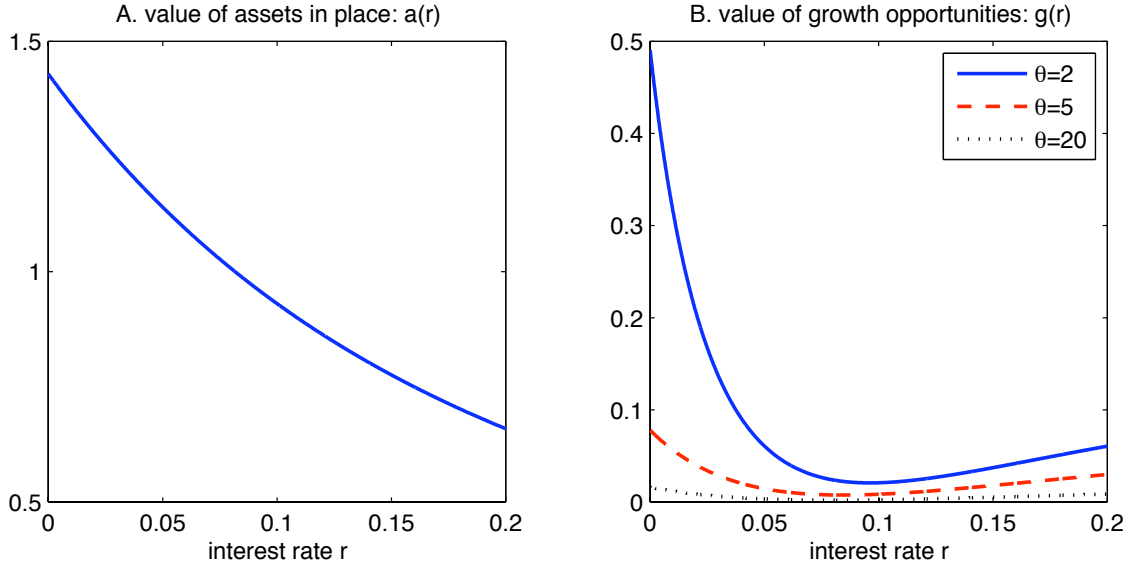 A. value of assets in place: a(r)
1.5
1
0.5
0 0.05 0.1 0.15 0.2
interest rate r
B. value of growth opportunities: g(r)
0.5
0.4
0.3
0.2
0.1
0
0 0.05 0.1 0.15 0.2
interest rate r
θ=2
θ=5
θ=20